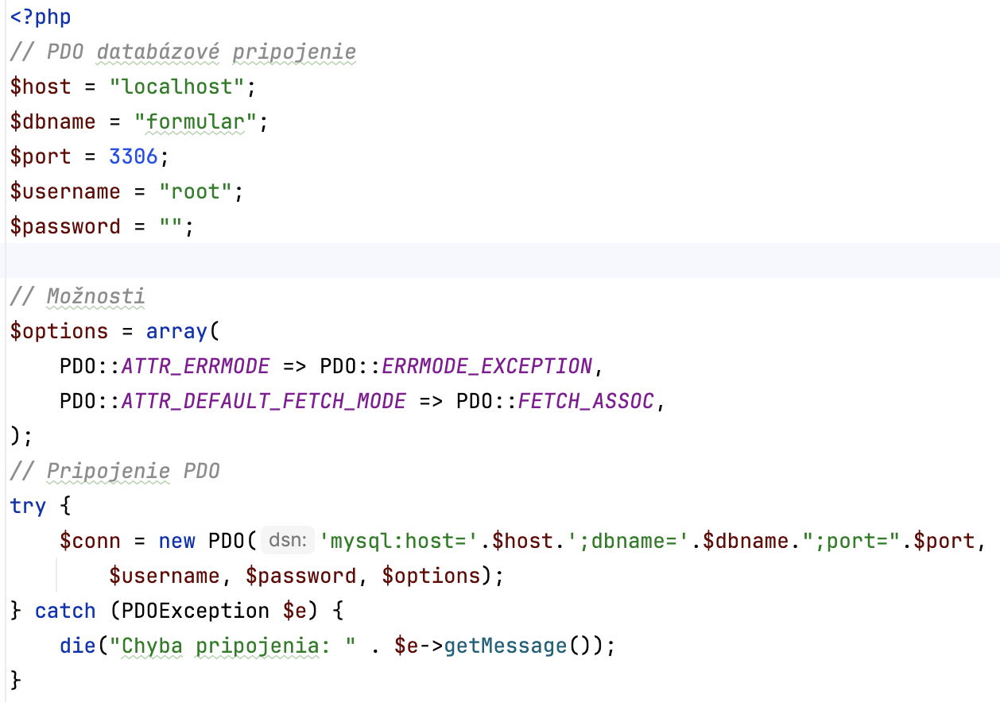 <?php
// PDO databázové pripojenie
$host = "localhost";
$dbname = "formular";
$port = 3306;
$username = "root";
$password = "";
// Možnosti
$options = array(
    PDO::ATTR_ERRMODE => PDO::ERRMODE_EXCEPTION,
    PDO::ATTR_DEFAULT_FETCH_MODE => PDO::FETCH_ASSOC,
);
// Pripojenie PDO
try {
    $conn = new PDO( dsn: 'mysql:host='.$host.';dbname='.$dbname.";port=".$port,
        $username, $password, $options);
} catch (PDOException $e) {
    die("Chyba pripojenia: " . $e->getMessage());
}